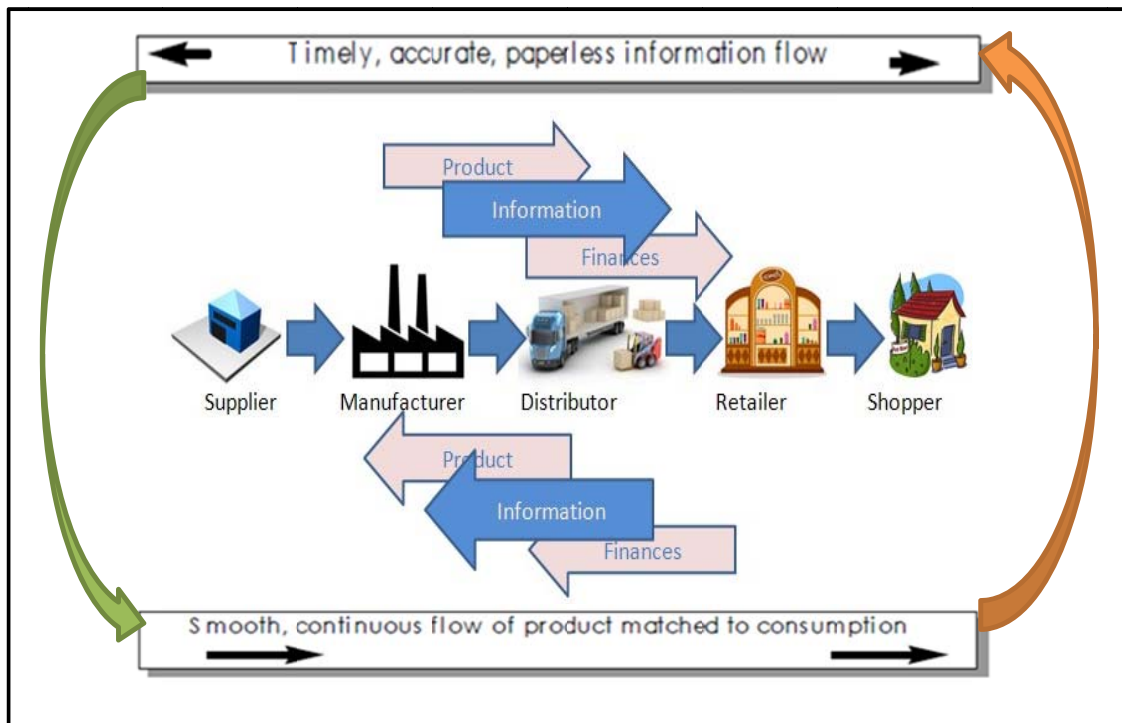 Timely, accurate, paperless information flow
Product
Information
Finances
Supplier
Manufacturer
Distributor
Retailer
Shopper
Product
Information
Finances
Smooth, continuous flow of product matched to consumption